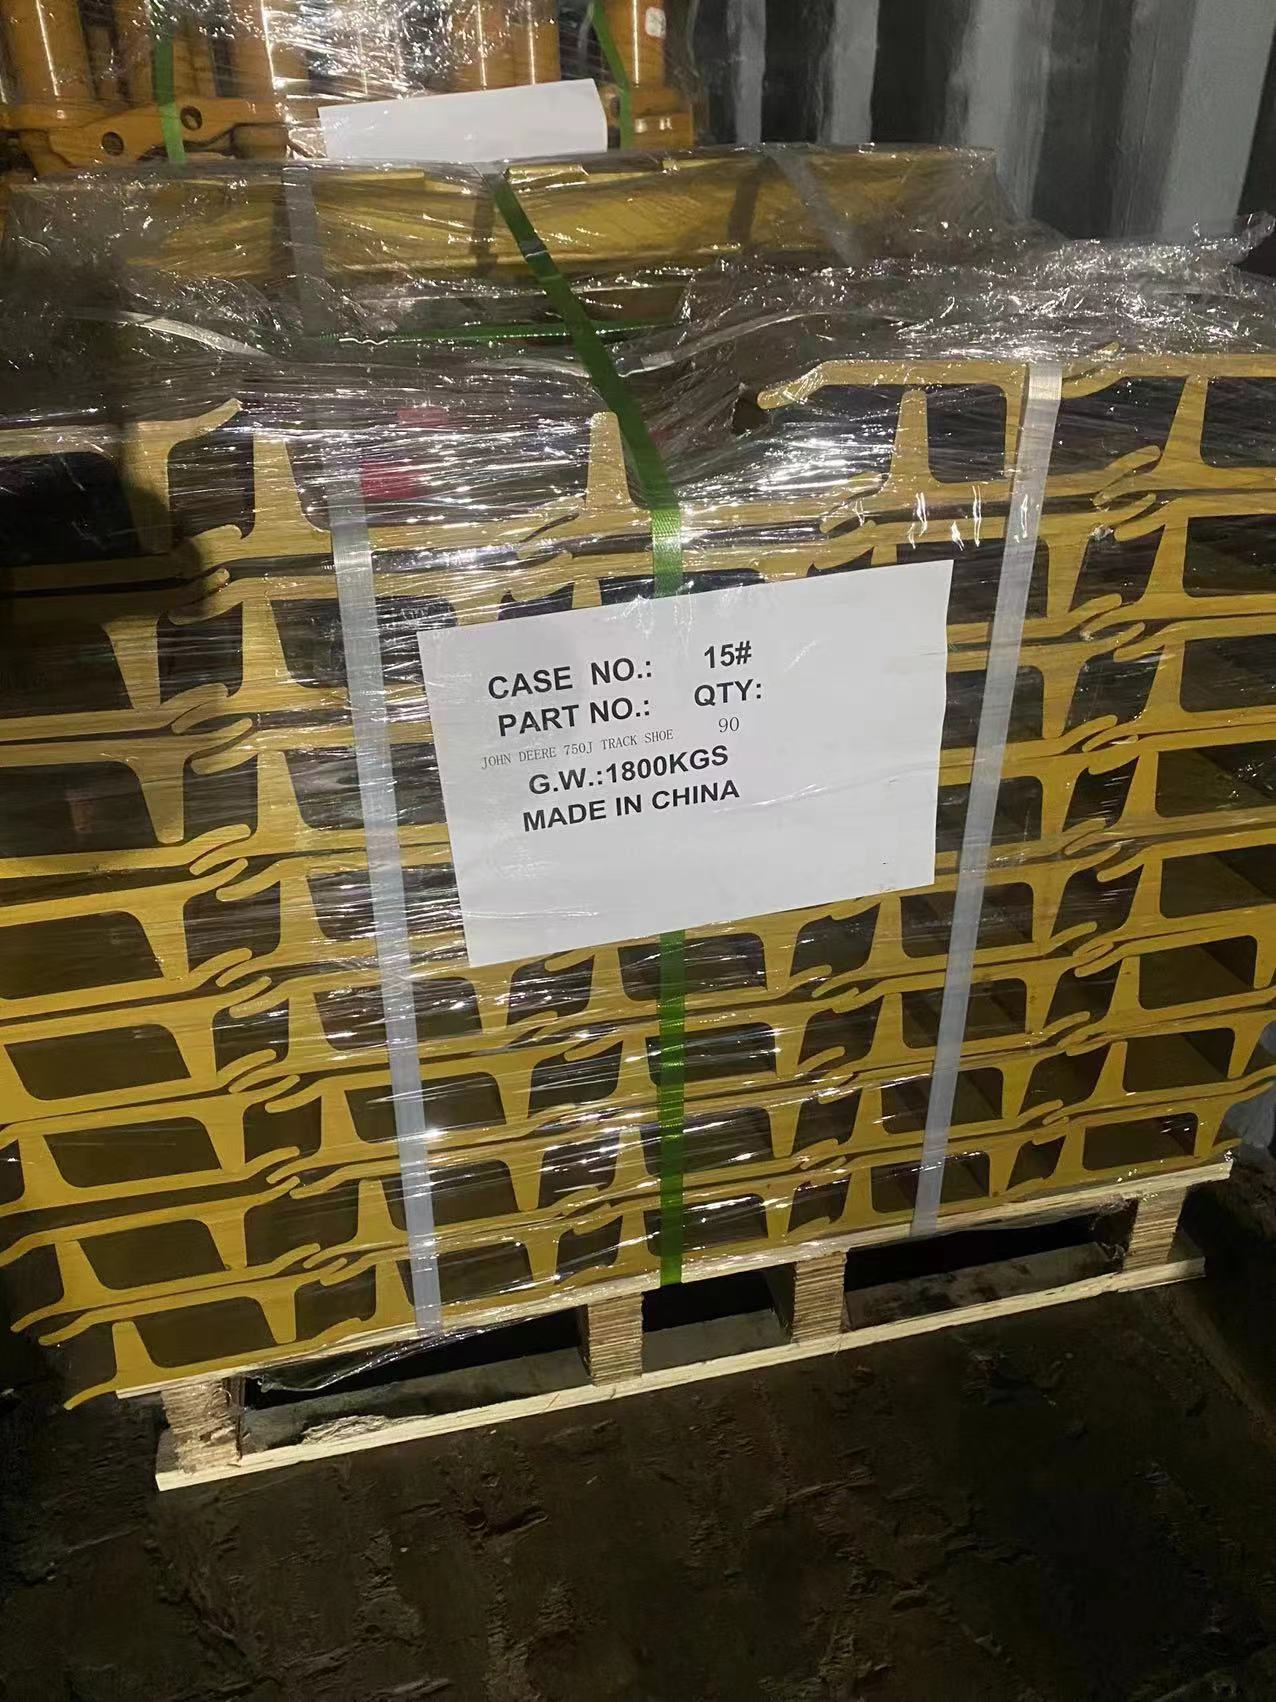 CASE NO.: 15#
PART NO.: QTY:
JOHN DEERE 750J TRACK SHOE 90
G.W.:1800KGS
MADE IN CHINA